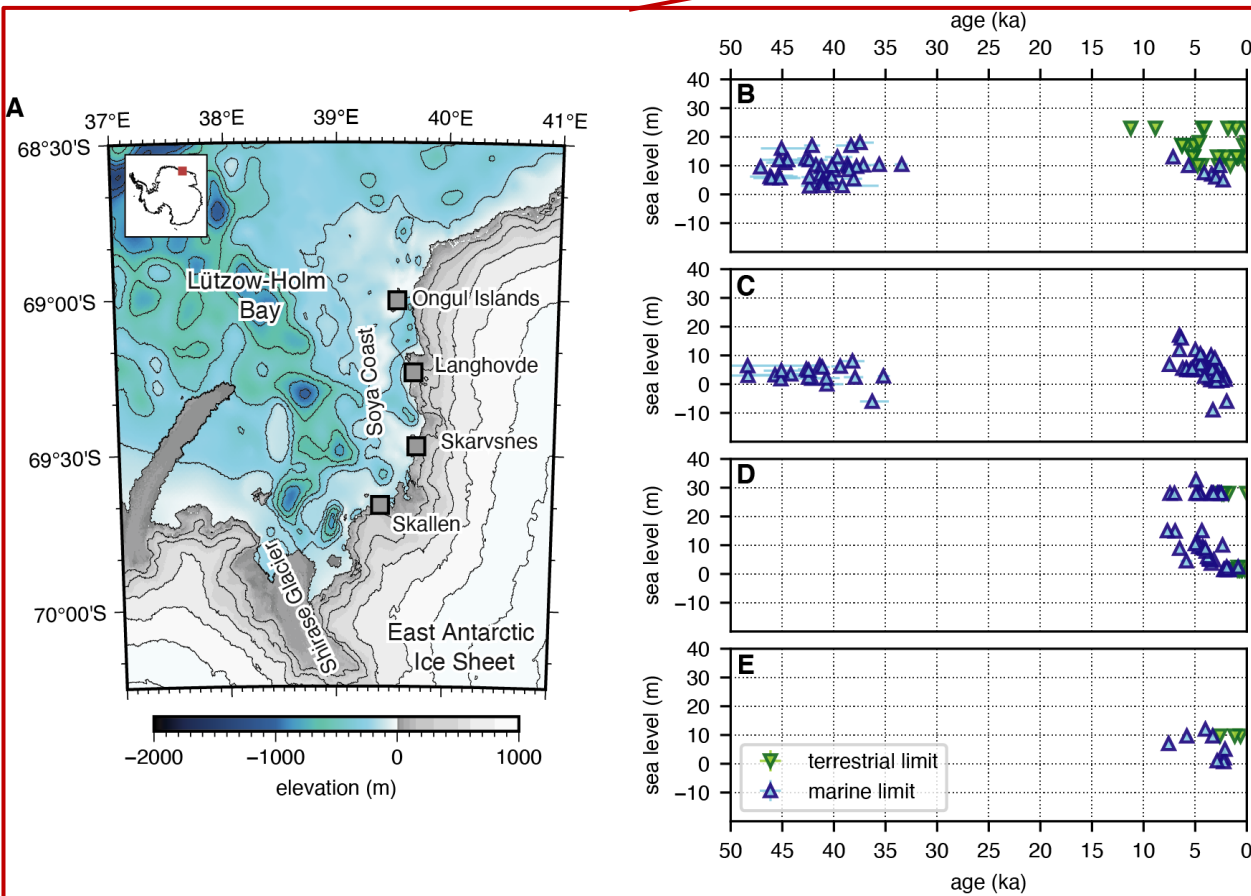 A
37°E 38°E 39°E 40°E 41°E
68°30'S
69°00'S
69°30'S
70°00'S
Lützow-Holm
Bay
Ongul Islands
Langhovde
Soya Coast
Skarvsnes
Skallen
Shirase Glacier
East Antarctic
Ice Sheet
−2000 −1000 0 1000
elevation (m)
age (ka)
50 45 40 35 30 25 20 15 10 5 0
B
sea level (m)
40
30
20
10
0
−10
C
sea level (m)
40
30
20
10
0
−10
D
sea level (m)
40
30
20
10
0
−10
E
sea level (m)
40
30
20
10
0
−10
terrestrial limit
marine limit
50 45 40 35 30 25 20 15 10 5 0
age (ka)